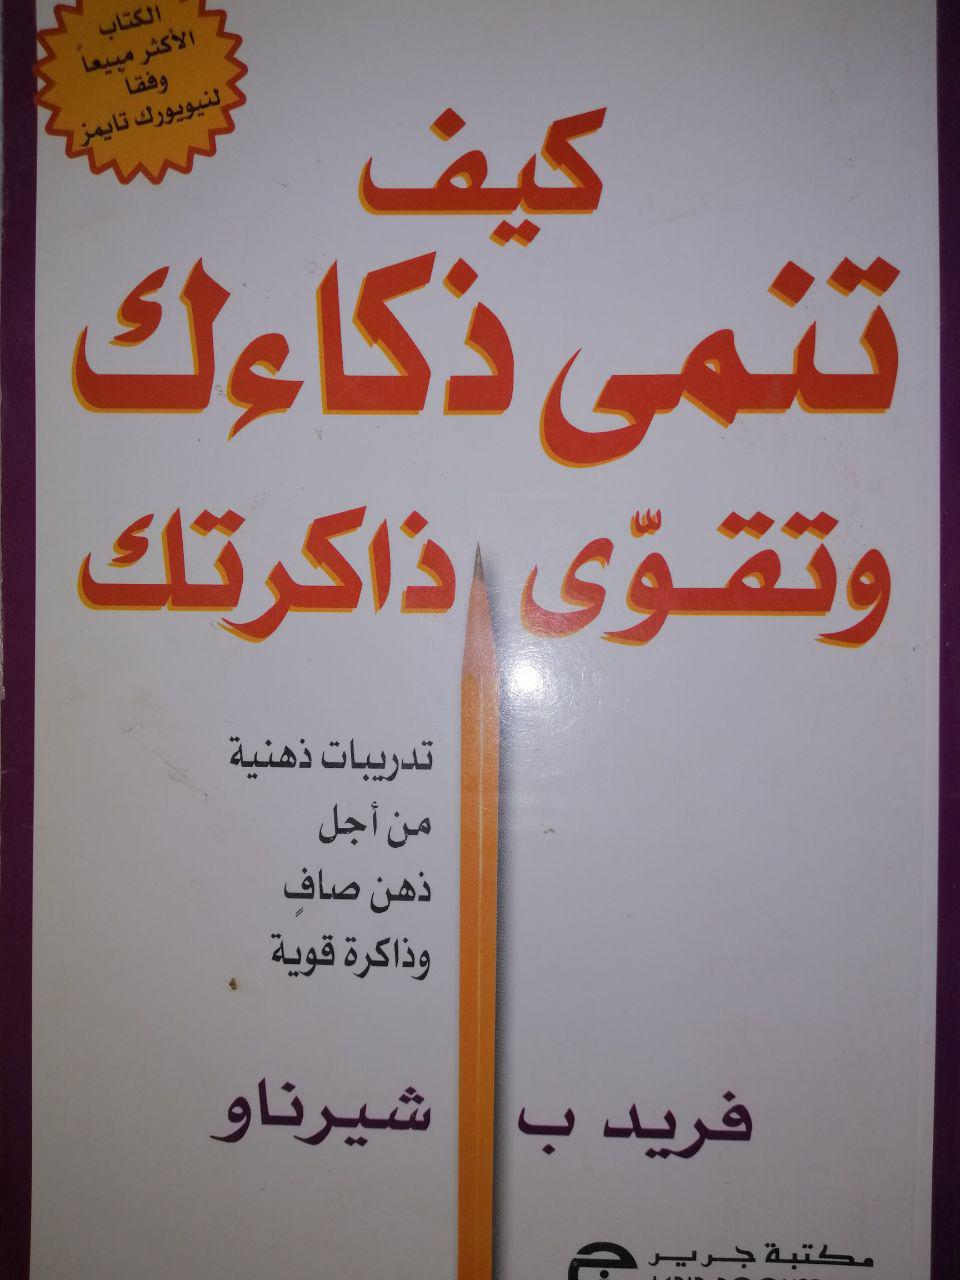 الكتاب
الأكثر مبيعاً
وفقاً
لنيويورك تايمز
كيف
تنمى ذكاءك
وتقوّى ذاكرتك
تدريبات ذهنية
من أجل
ذهن صافٍ
وذاكرة قوية
فريد ب شيرناو
مكتبة جرير